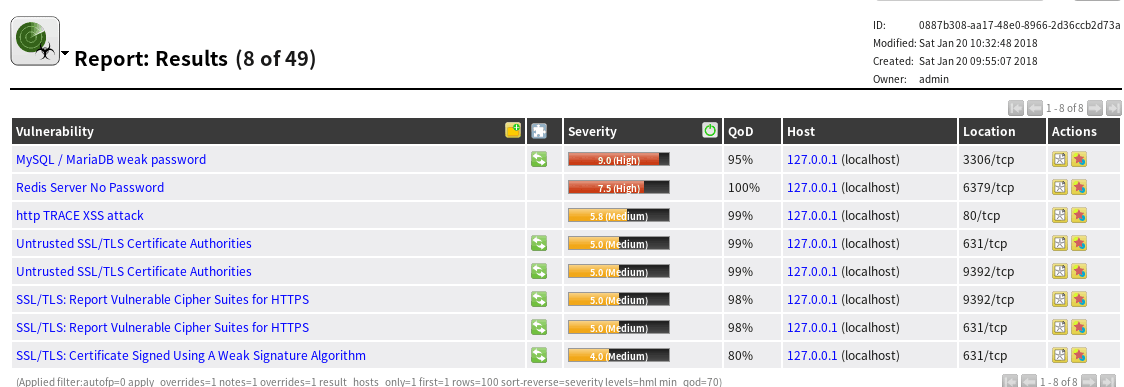 Report: Results (8 of 49)
ID: 0887b308-aa17-48e0-8966-2d36ccb2d73a
Modified: Sat Jan 20 10:32:48 2018
Created: Sat Jan 20 09:55:07 2018
Owner: admin
1 - 8 of 8
Vulnerability Severity QoD Host Location Actions
MySQL / MariaDB weak password 9.0 (High) 95% 127.0.0.1 (localhost) 3306/tcp
Redis Server No Password 7.5 (High) 100% 127.0.0.1 (localhost) 6379/tcp
http TRACE XSS attack 5.8 (Medium) 99% 127.0.0.1 (localhost) 80/tcp
Untrusted SSL/TLS Certificate Authorities 5.0 (Medium) 99% 127.0.0.1 (localhost) 631/tcp
Untrusted SSL/TLS Certificate Authorities 5.0 (Medium) 99% 127.0.0.1 (localhost) 9392/tcp
SSL/TLS: Report Vulnerable Cipher Suites for HTTPS 5.0 (Medium) 98% 127.0.0.1 (localhost) 9392/tcp
SSL/TLS: Report Vulnerable Cipher Suites for HTTPS 5.0 (Medium) 98% 127.0.0.1 (localhost) 631/tcp
SSL/TLS: Certificate Signed Using A Weak Signature Algorithm 4.0 (Medium) 80% 127.0.0.1 (localhost) 631/tcp
(Applied filter:autofp=0 apply_overrides=1 notes=1 overrides=1 result_hosts_only=1 first=1 rows=100 sort-reverse=severity levels=hml min_qod=70) 1 - 8 of 8